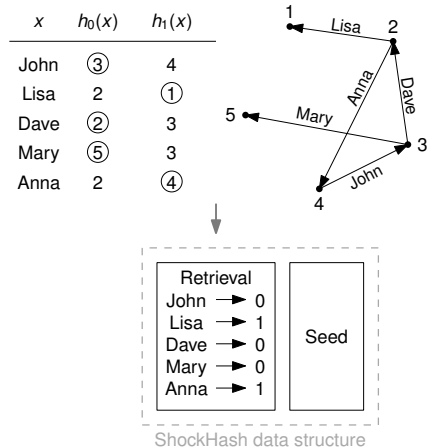 x h₀(x) h₁(x)
John 3 4
Lisa 2 1
Dave 2 3
Mary 5 3
Anna 2 4
1
Lisa
2
Anna
Dave
5
Mary
3
John
4
Retrieval
John → 0
Lisa → 1
Dave → 0
Mary → 0
Anna → 1
Seed
ShockHash data structure